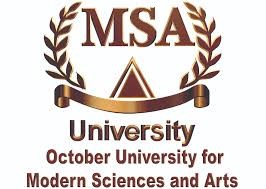 MSA
University
October University for
Modern Sciences and Arts